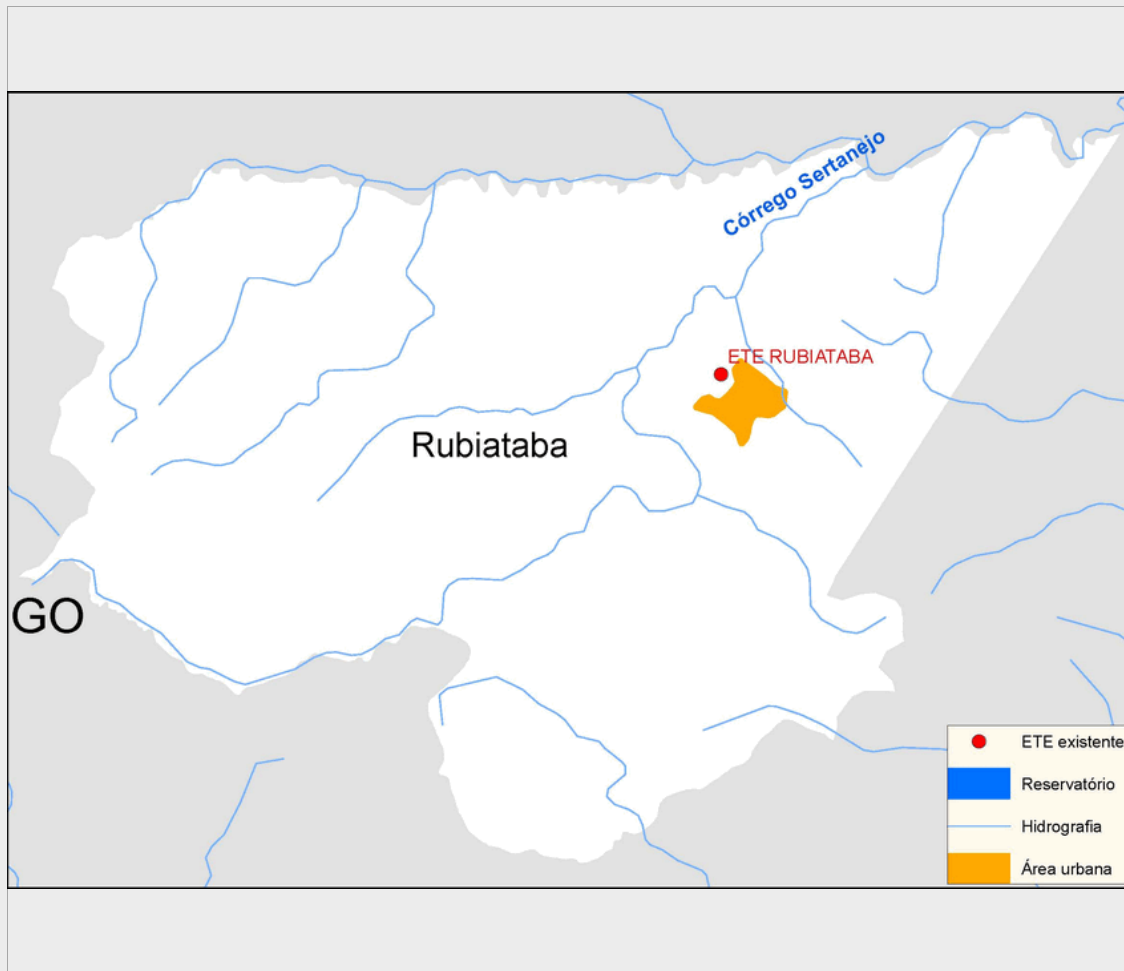 Córrego Sertanejo
ETE RUBIATABA
Rubiataba
GO
ETE existente
Reservatório
Hidrografia
Área urbana